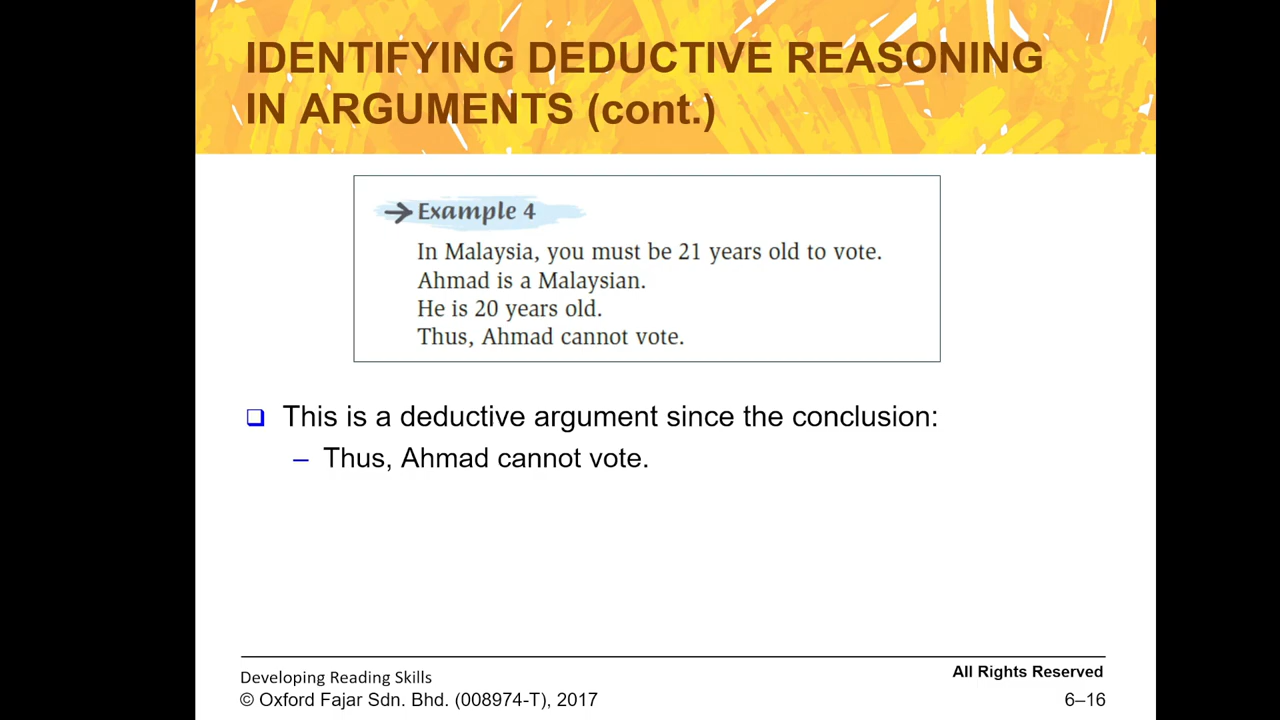 IDENTIFYING DEDUCTIVE REASONING
IN ARGUMENTS (cont.)
Example 4
In Malaysia, you must be 21 years old to vote.
Ahmad is a Malaysian.
He is 20 years old.
Thus, Ahmad cannot vote.
❑ This is a deductive argument since the conclusion:
– Thus, Ahmad cannot vote.
Developing Reading Skills
All Rights Reserved
© Oxford Fajar Sdn. Bhd. (008974-T), 2017
6–16